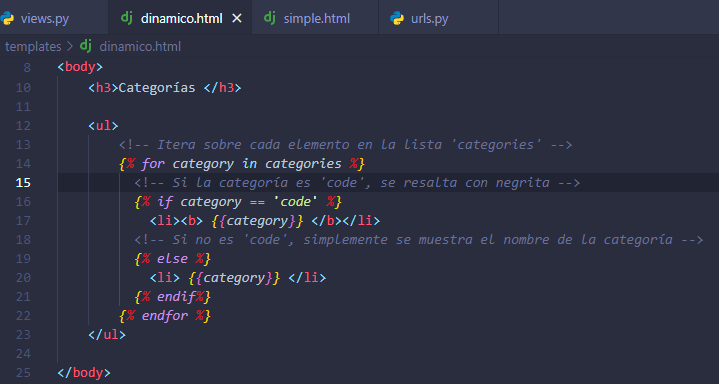 views.py dj dinamico.html × dj simple.html urls.py
templates > dj dinamico.html
8 <body>
10 <h3>Categorías </h3>
11
12 <ul>
13 <!-- Itera sobre cada elemento en la lista 'categories' -->
14 {% for category in categories %}
15 <!-- Si la categoría es 'code', se resalta con negrita -->
16 {% if category == 'code' %}
17 <li><b> {{category}} </b></li>
18 <!-- Si no es 'code', simplemente se muestra el nombre de la categoría -->
19 {% else %}
20 <li> {{category}} </li>
21 {% endif%}
22 {% endfor %}
23 </ul>
24
25 </body>